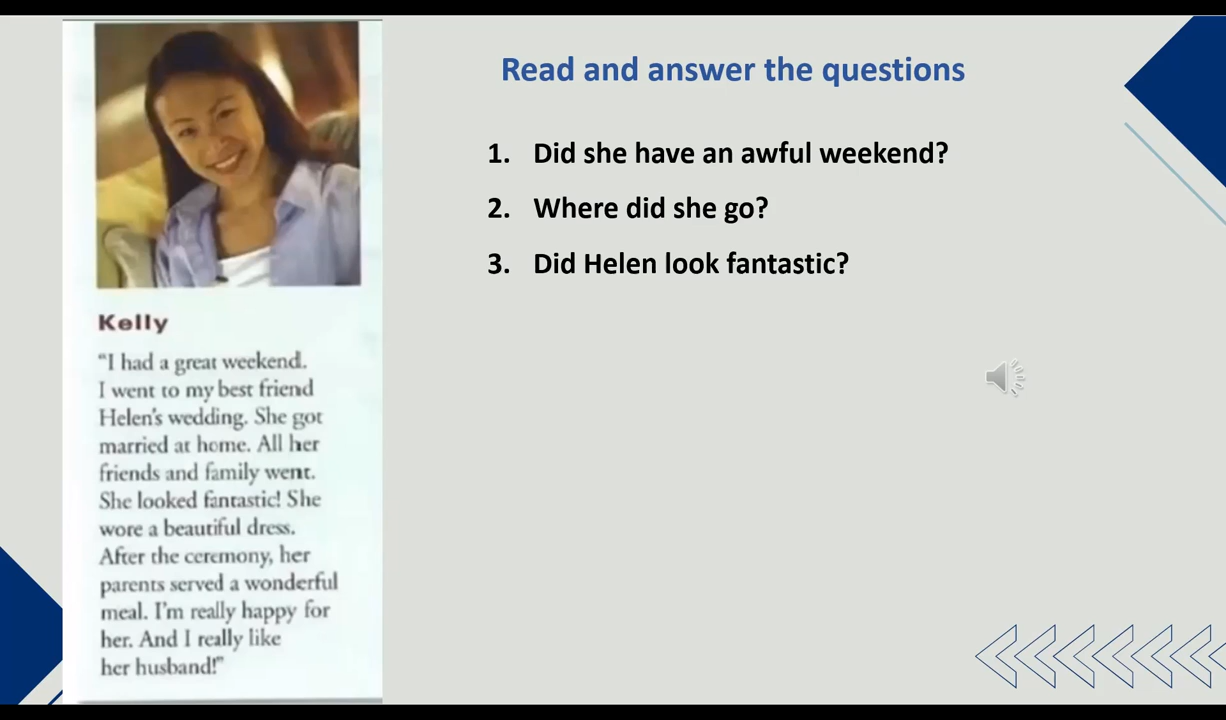 Read and answer the questions
1. Did she have an awful weekend?
2. Where did she go?
3. Did Helen look fantastic?
Kelly
"I had a great weekend.
I went to my best friend
Helen's wedding. She got
married at home. All her
friends and family went.
She looked fantastic! She
wore a beautiful dress.
After the ceremony, her
parents served a wonderful
meal. I'm really happy for
her. And I really like
her husband!"